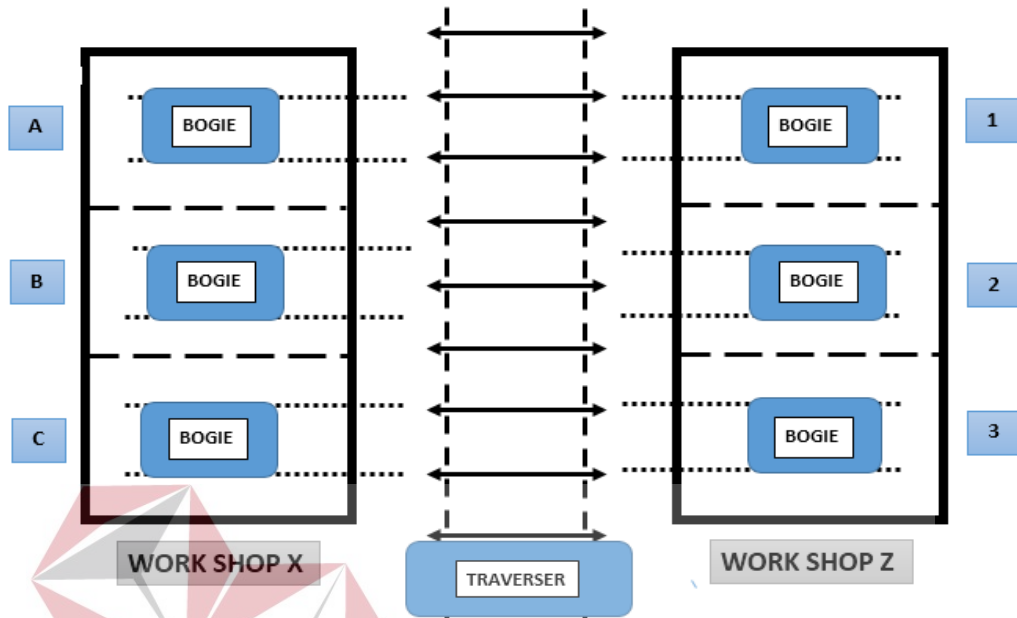 A
BOGIE
BOGIE
1
B
BOGIE
BOGIE
2
C
BOGIE
BOGIE
3
WORK SHOP X
TRAVERSER
WORK SHOP Z